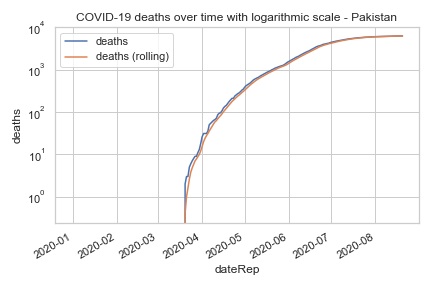 COVID-19 deaths over time with logarithmic scale - Pakistan
deaths
deaths (rolling)
10^4
10^3
10^2
10^1
10^0
deaths
2020-01
2020-02
2020-03
2020-04
2020-05
2020-06
2020-07
2020-08
dateRep